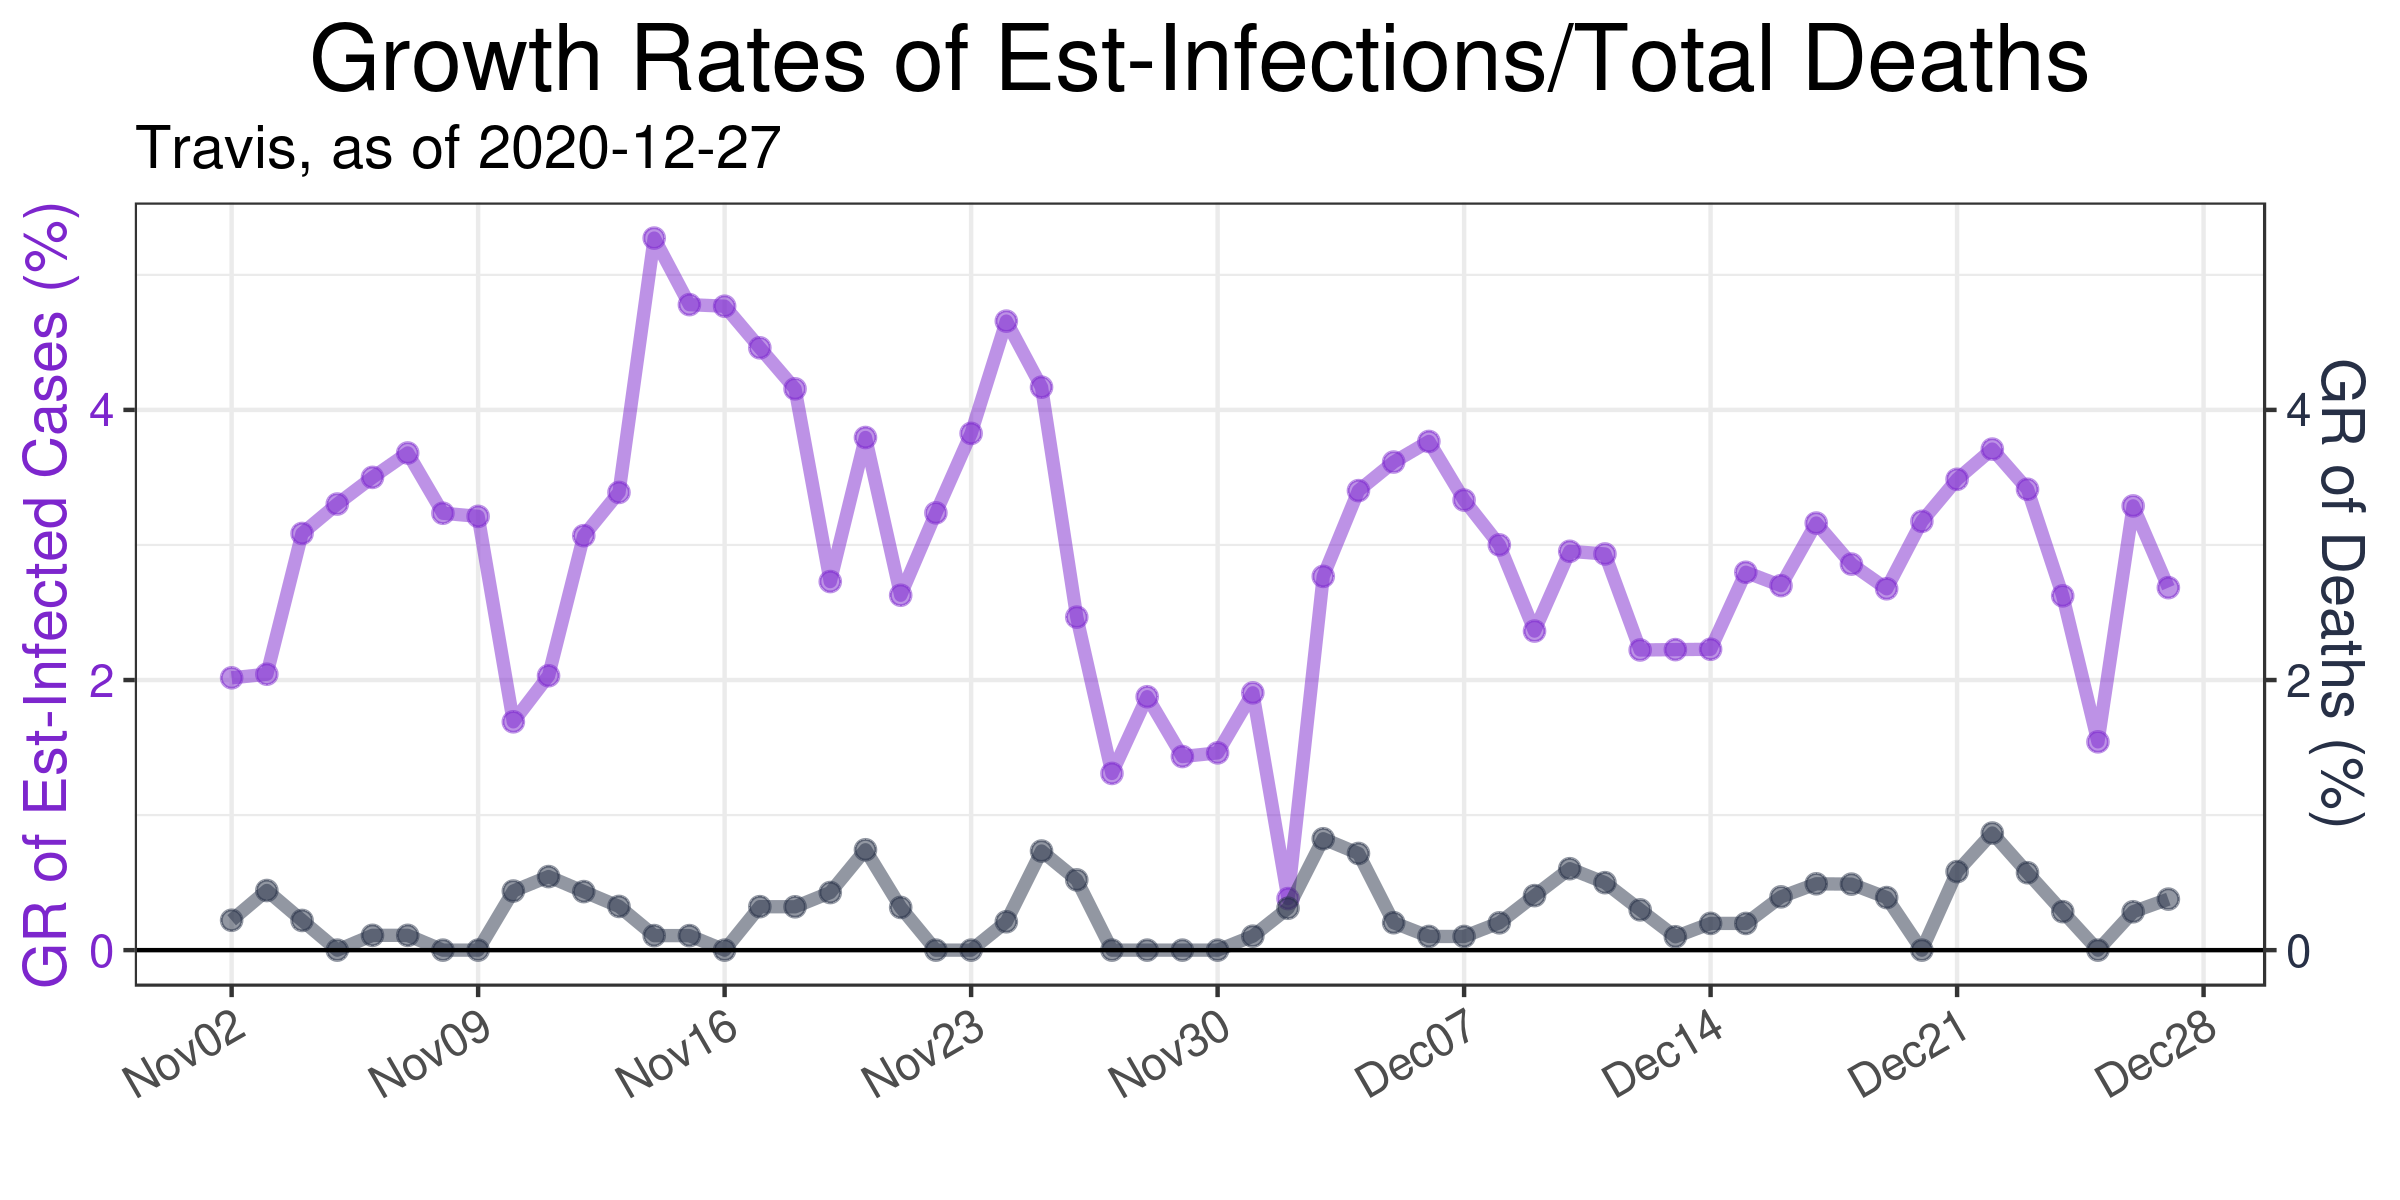 Growth Rates of Est-Infections/Total Deaths
Travis, as of 2020-12-27
GR of Est-Infected Cases (%)
4
2
0
4
2
0
GR of Deaths (%)
Nov02
Nov09
Nov16
Nov23
Nov30
Dec07
Dec14
Dec21
Dec28